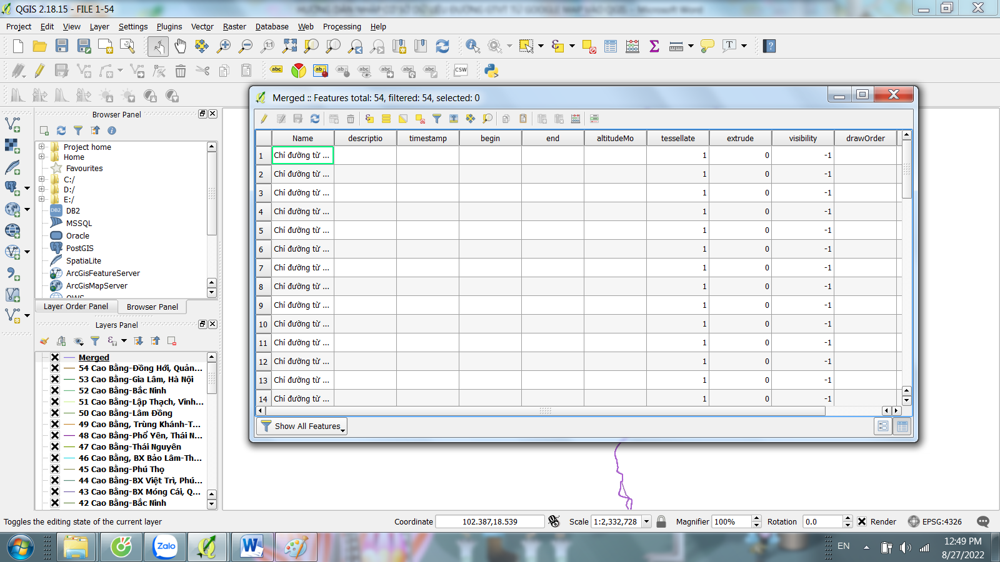 QGIS 2.18.15 - FILE 1-54
Project Edit View Layer Settings Plugins Vector Raster Database Web Processing Help
Merged :: Features total: 54, filtered: 54, selected: 0
Name descriptio timestamp begin end altitudeMo tessellate extrude visibility drawOrder
1 Chỉ đường từ ... 1 0 -1
2 Chỉ đường từ ... 1 0 -1
3 Chỉ đường từ ... 1 0 -1
4 Chỉ đường từ ... 1 0 -1
5 Chỉ đường từ ... 1 0 -1
6 Chỉ đường từ ... 1 0 -1
7 Chỉ đường từ ... 1 0 -1
8 Chỉ đường từ ... 1 0 -1
9 Chỉ đường từ ... 1 0 -1
10 Chỉ đường từ ... 1 0 -1
11 Chỉ đường từ ... 1 0 -1
12 Chỉ đường từ ... 1 0 -1
13 Chỉ đường từ ... 1 0 -1
14 Chỉ đường từ ... 1 0 -1
Show All Features
Browser Panel
Project home
Home
Favourites
C:/
D:/
E:/
DB2
MSSQL
Oracle
PostGIS
SpatiaLite
ArcGisFeatureServer
ArcGisMapServer
Layer Order Panel Browser Panel
Layers Panel
Merged
54 Cao Bằng-Đồng Hới, Quản...
53 Cao Bằng-Gia Lâm, Hà Nội
52 Cao Bằng-Bắc Ninh
51 Cao Bằng-Lập Thạch, Vĩnh...
50 Cao Bằng-Lâm Đồng
49 Cao Bằng, Trùng Khánh-T...
48 Cao Bằng-Phổ Yên, Thái N...
47 Cao Bằng-Thái Nguyên
46 Cao Bằng, BX Bảo Lâm-Th...
45 Cao Bằng-Phú Thọ
44 Cao Bằng-BX Việt Trì, Phú...
43 Cao Bằng-BX Móng Cái, Q...
42 Cao Bằng-Bắc Ninh
Toggles the editing state of the current layer
Coordinate 102.387,18.539 Scale 1:2,332,728 Magnifier 100% Rotation 0.0 Render EPSG:4326
Zalo
EN
12:49 PM
8/27/2022